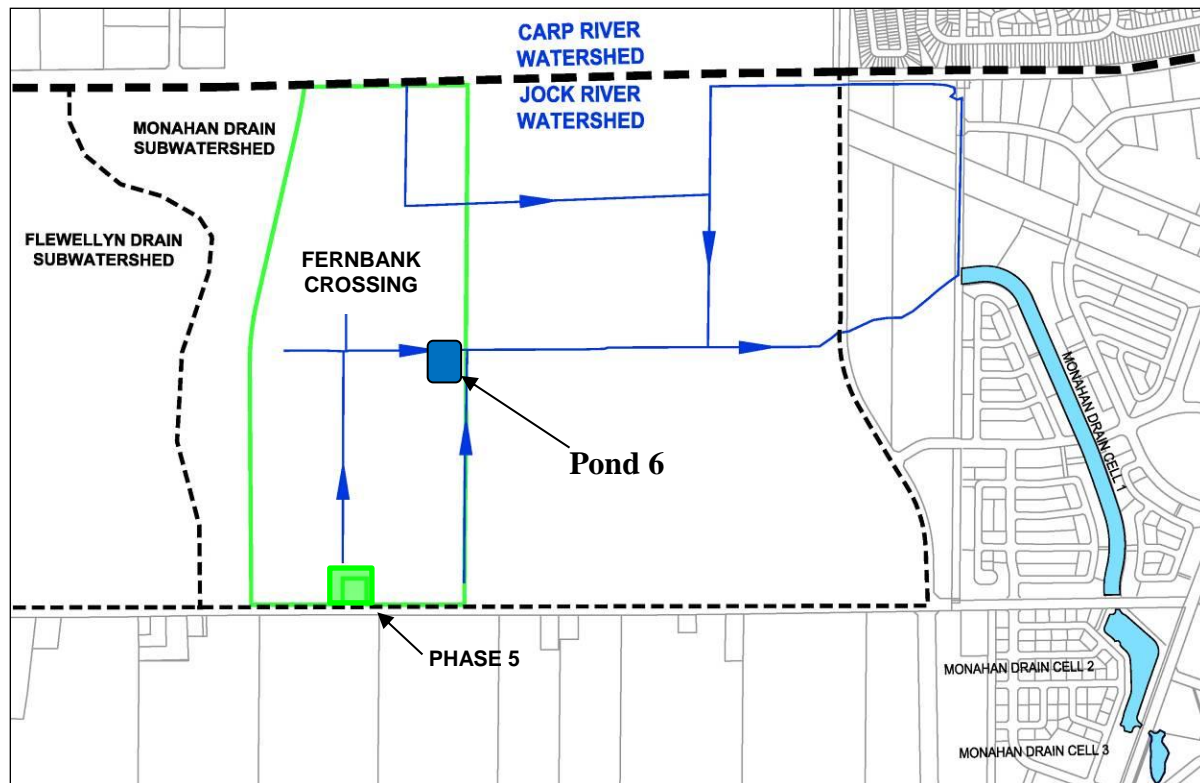 CARP RIVER
WATERSHED
JOCK RIVER
WATERSHED
MONAHAN DRAIN
SUBWATERSHED
FLEWELLYN DRAIN
SUBWATERSHED
FERNBANK
CROSSING
Pond 6
PHASE 5
MONAHAN DRAIN CELL 1
MONAHAN DRAIN CELL 2
MONAHAN DRAIN CELL 3